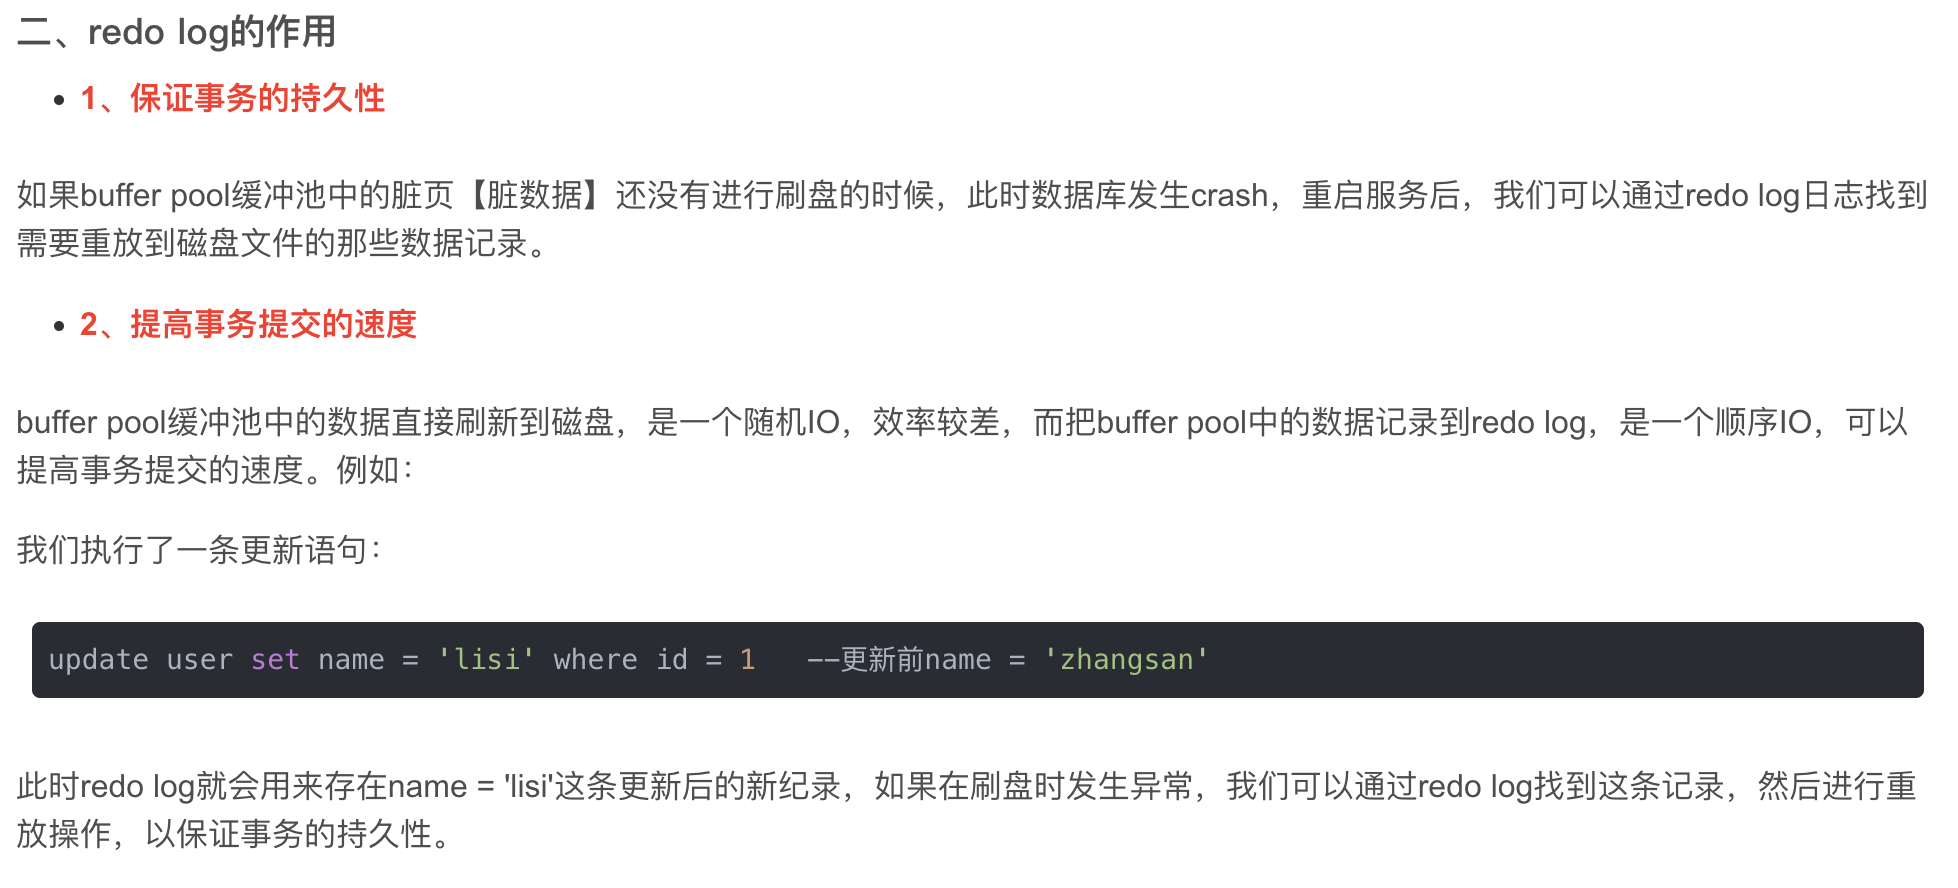 二、redo log的作用
• 1、保证事务的持久性
如果buffer pool缓冲池中的脏页【脏数据】还没有进行刷盘的时候，此时数据库发生crash，重启服务后，我们可以通过redo log日志找到
需要重放到磁盘文件的那些数据记录。
• 2、提高事务提交的速度
buffer pool缓冲池中的数据直接刷新到磁盘，是一个随机IO，效率较差，而把buffer pool中的数据记录到redo log，是一个顺序IO，可以
提高事务提交的速度。例如：
我们执行了一条更新语句：
update user set name = 'lisi' where id = 1   --更新前name = 'zhangsan'
此时redo log就会用来存在name = 'lisi'这条更新后的新纪录，如果在刷盘时发生异常，我们可以通过redo log找到这条记录，然后进行重
放操作，以保证事务的持久性。